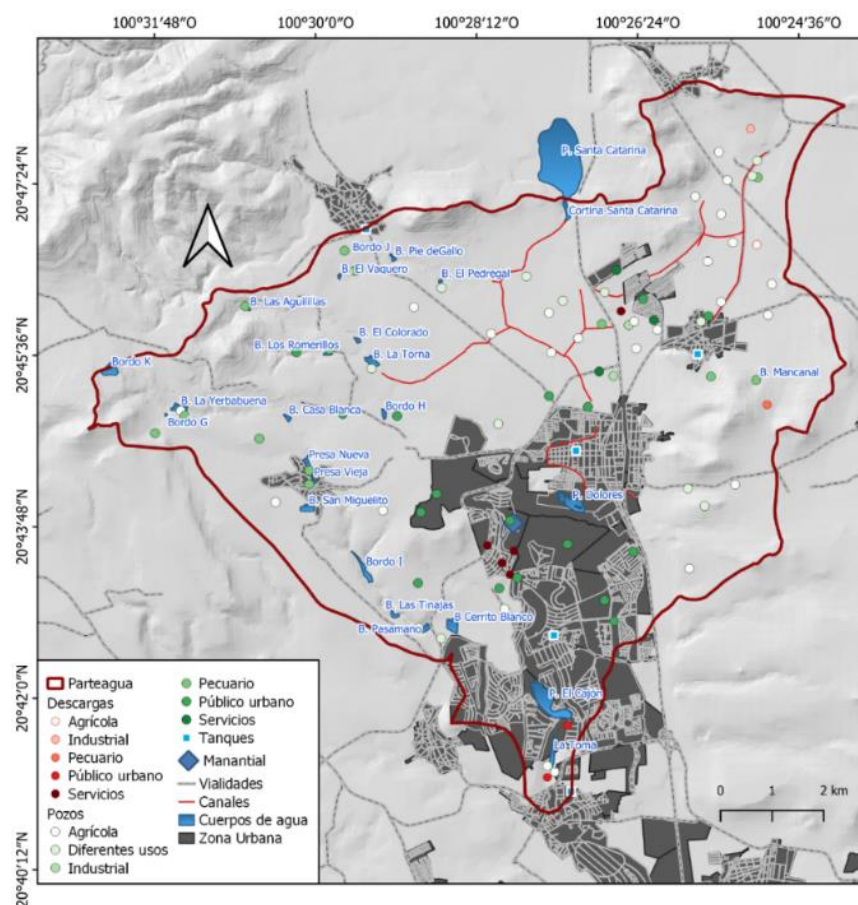 100°31'48"O 100°30'0"O 100°28'12"O 100°26'24"O 100°24'36"O
20°47'24"N
20°45'36"N
20°43'48"N
20°42'0"N
20°40'12"N
P. Santa Catarina
Cortina Santa Catarina
Bordo J
B. Pie deGallo
B. El Vaquero
B. El Pedregal
B. Las Aguilillas
B. El Colorado
B. Los Romerillos
B. La Torna
Bordo K
B. Mancanal
B. La Yerbabuena
Bordo G
B. Casa Blanca
Bordo H
Presa Nueva
Presa Vieja
B. San Miguelito
P. Dolores
Bordo I
B. Las Tinajas
B. Pasamano
B Cerrito Blanco
P. El Cajon
La Toma
Parteagua
Descargas
Agrícola
Industrial
Pecuario
Público urbano
Servicios
Pozos
Agrícola
Diferentes usos
Industrial
Pecuario
Público urbano
Servicios
Tanques
Manantial
Vialidades
Canales
Cuerpos de agua
Zona Urbana
0 1 2 km